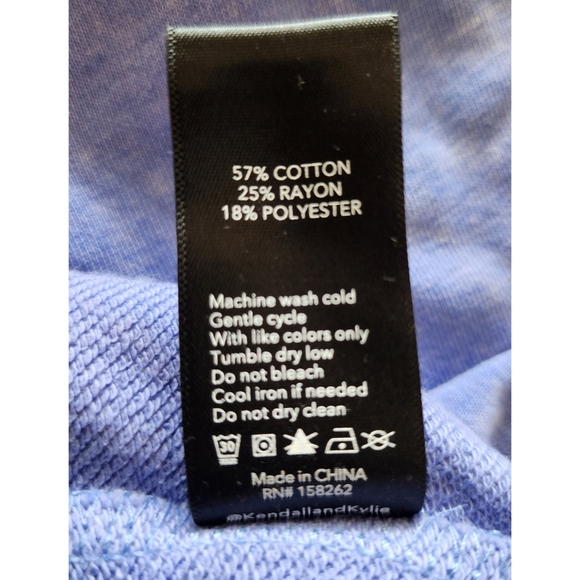 57% COTTON
25% RAYON
18% POLYESTER
Machine wash cold
Gentle cycle
With like colors only
Tumble dry low
Do not bleach
Cool iron if needed
Do not dry clean
30
Made in CHINA
RN# 158262
@KendallandKylie